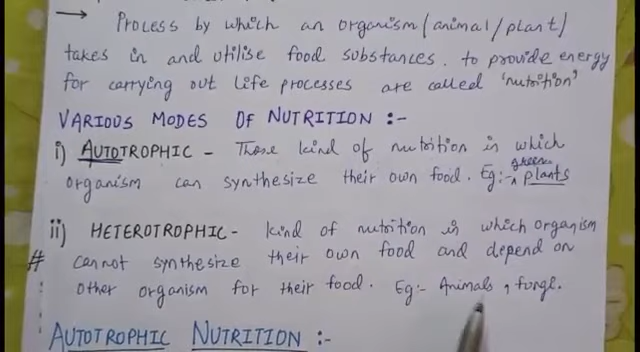 → Process by which an organism (animal/plant)
takes in and utilise food substances. to provide energy
for carrying out life processes are called 'nutrition'
VARIOUS MODES OF NUTRITION :-
i) AUTOTROPHIC - Those kind of nutrition in which
organism can synthesize their own food. Eg:- green plants
ii) HETEROTROPHIC - kind of nutrition in which organism
# cannot synthesize their own food and depend on
other organism for their food. Eg:- Animals, fungi.
AUTOTROPHIC NUTRITION :-